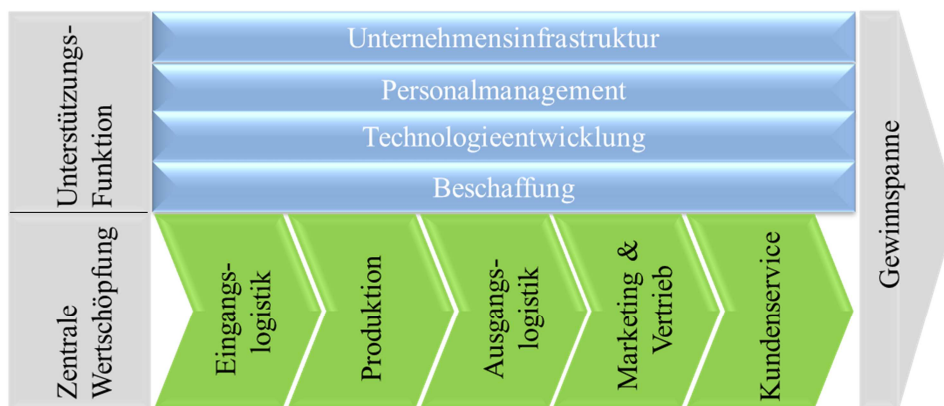 Unterstützungs-
Funktion
Unternehmensinfrastruktur
Personalmanagement
Technologieentwicklung
Beschaffung
Zentrale
Wertschöpfung
Eingangs-
logistik
Produktion
Ausgangs-
logistik
Marketing &
Vertrieb
Kundenservice
Gewinnspanne